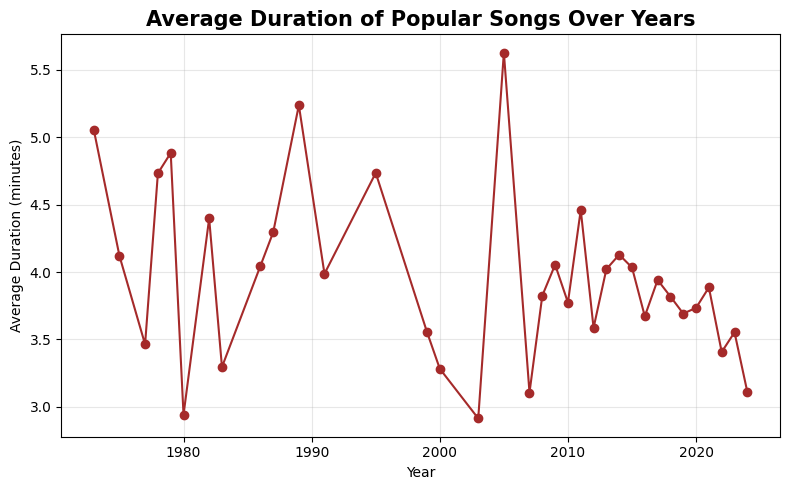 Average Duration of Popular Songs Over Years
Average Duration (minutes)
5.5
5.0
4.5
4.0
3.5
3.0
1980 1990 2000 2010 2020
Year